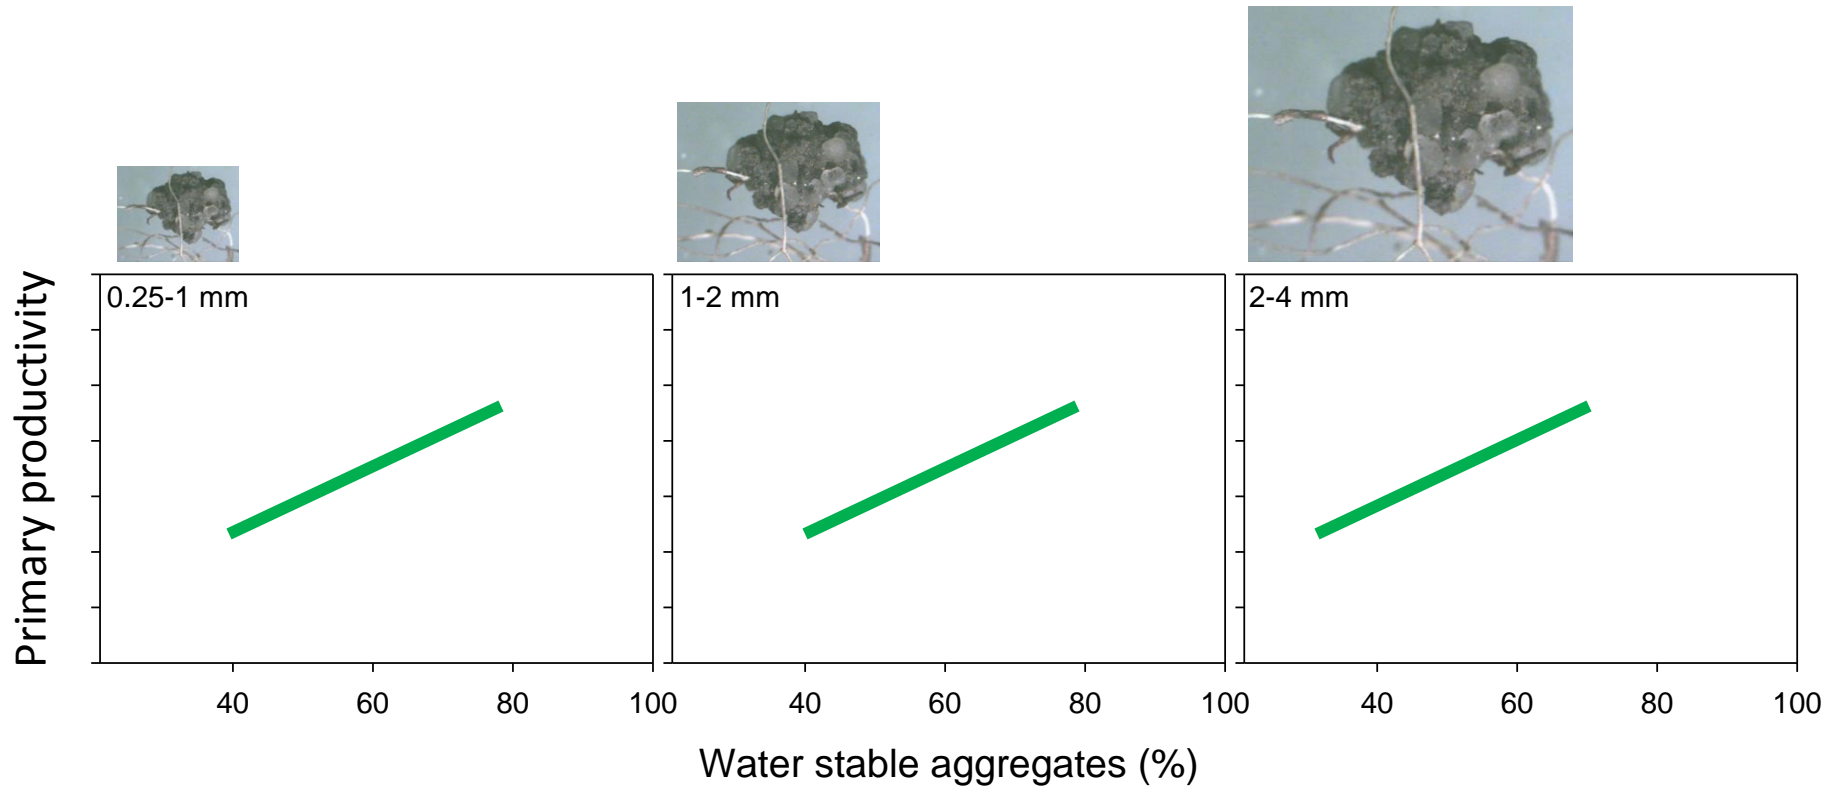 Primary productivity
0.25-1 mm
1-2 mm
2-4 mm
40 60 80 100
40 60 80 100
40 60 80 100
Water stable aggregates (%)